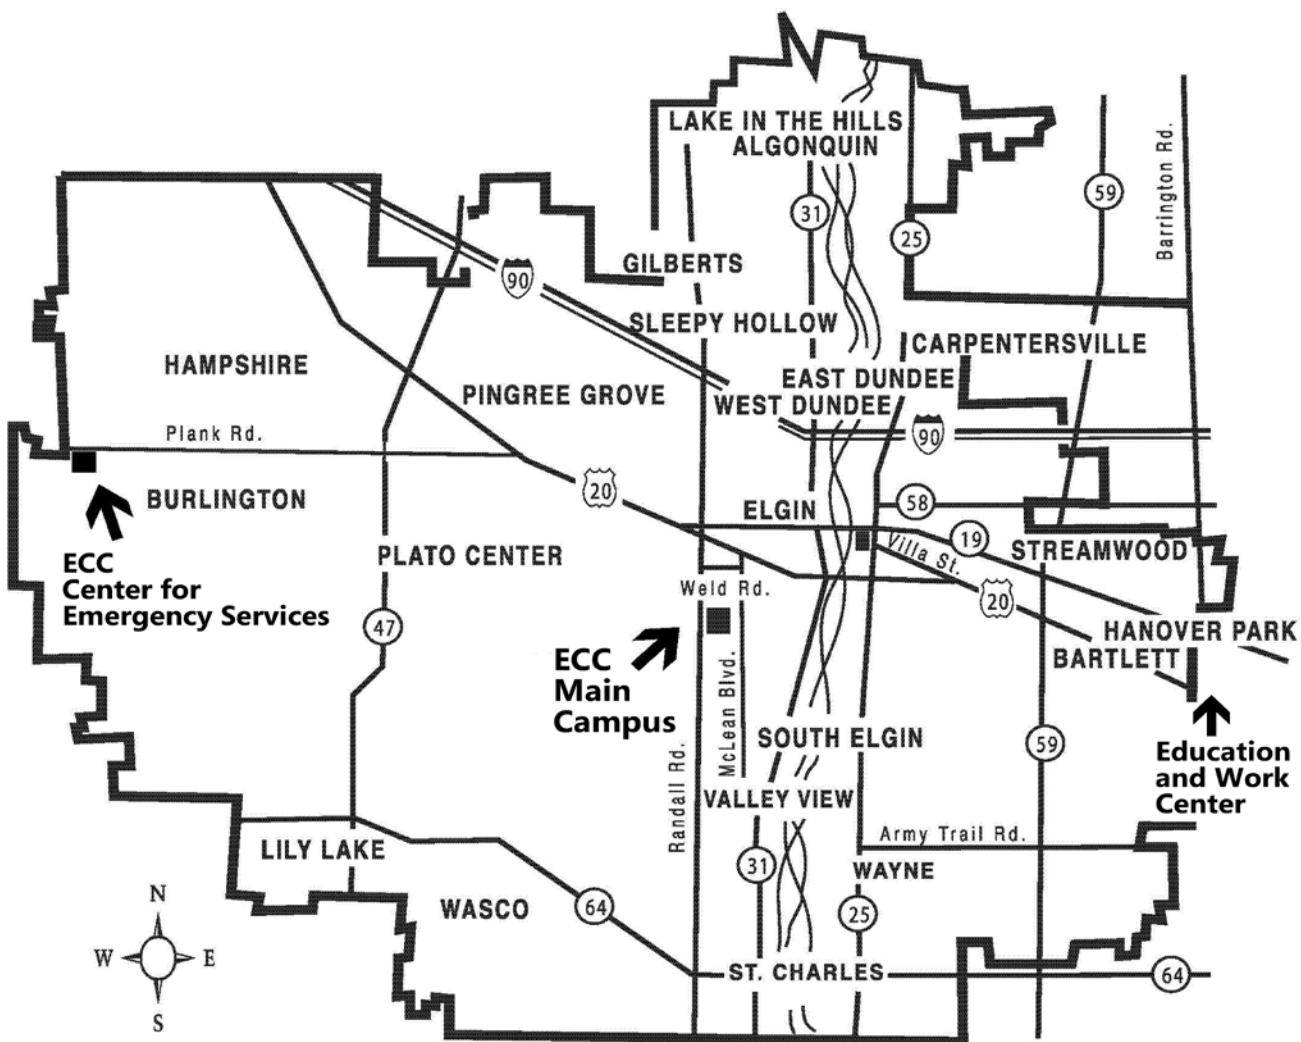 LAKE IN THE HILLS
ALGONQUIN
59
31
25
Barrington Rd.
GILBERTS
90
SLEEPY HOLLOW
CARPENTERSVILLE
HAMPSHIRE
PINGREE GROVE
EAST DUNDEE
WEST DUNDEE
Plank Rd.
90
BURLINGTON
20
ELGIN
58
19
Villa St.
STREAMWOOD
PLATO CENTER
ECC
Center for
Emergency Services
Weld Rd.
20
47
HANOVER PARK
BARTLETT
ECC
Main
Campus
McLean Blvd.
Randall Rd.
SOUTH ELGIN
59
Education
and Work
Center
VALLEY VIEW
Army Trail Rd.
LILY LAKE
31
WAYNE
WASCO
64
25
N
W
E
S
ST. CHARLES
64